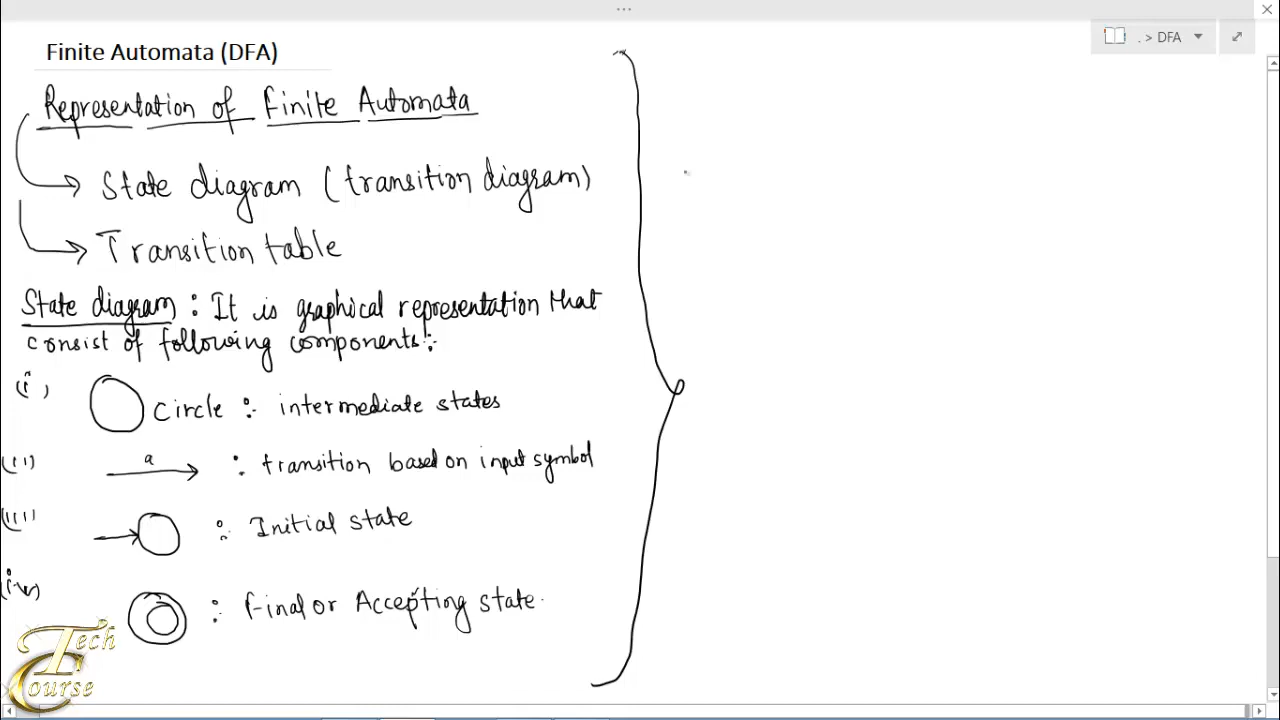 . > DFA
Finite Automata (DFA)
Representation of Finite Automata
State diagram (transition diagram)
Transition table
State diagram : It is graphical representation that
consist of following components :
(i) Circle : intermediate states
(ii) a : transition based on input symbol
(iii) : Initial state
(iv) : Final or Accepting state.
Tech
Course